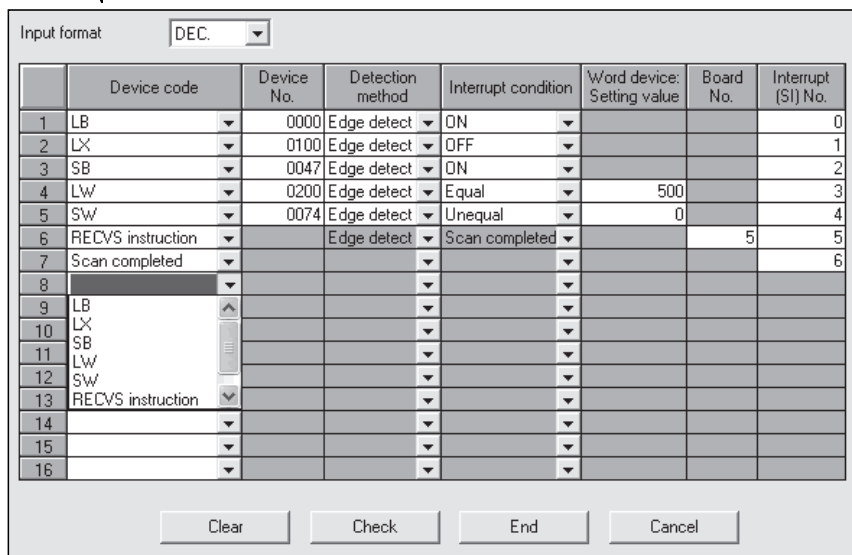 Input format DEC.
Device code Device No. Detection method Interrupt condition Word device: Setting value Board No. Interrupt (SI) No.
1 LB 0000 Edge detect ON 0
2 LX 0100 Edge detect OFF 1
3 SB 0047 Edge detect ON 2
4 LW 0200 Edge detect Equal 500 3
5 SW 0074 Edge detect Unequal 0 4
6 RECVS instruction Edge detect Scan completed 5 5
7 Scan completed 6
8
9 LB
10 LX
SB
11 LW
12 SW
13 RECVS instruction
14
15
16
Clear Check End Cancel